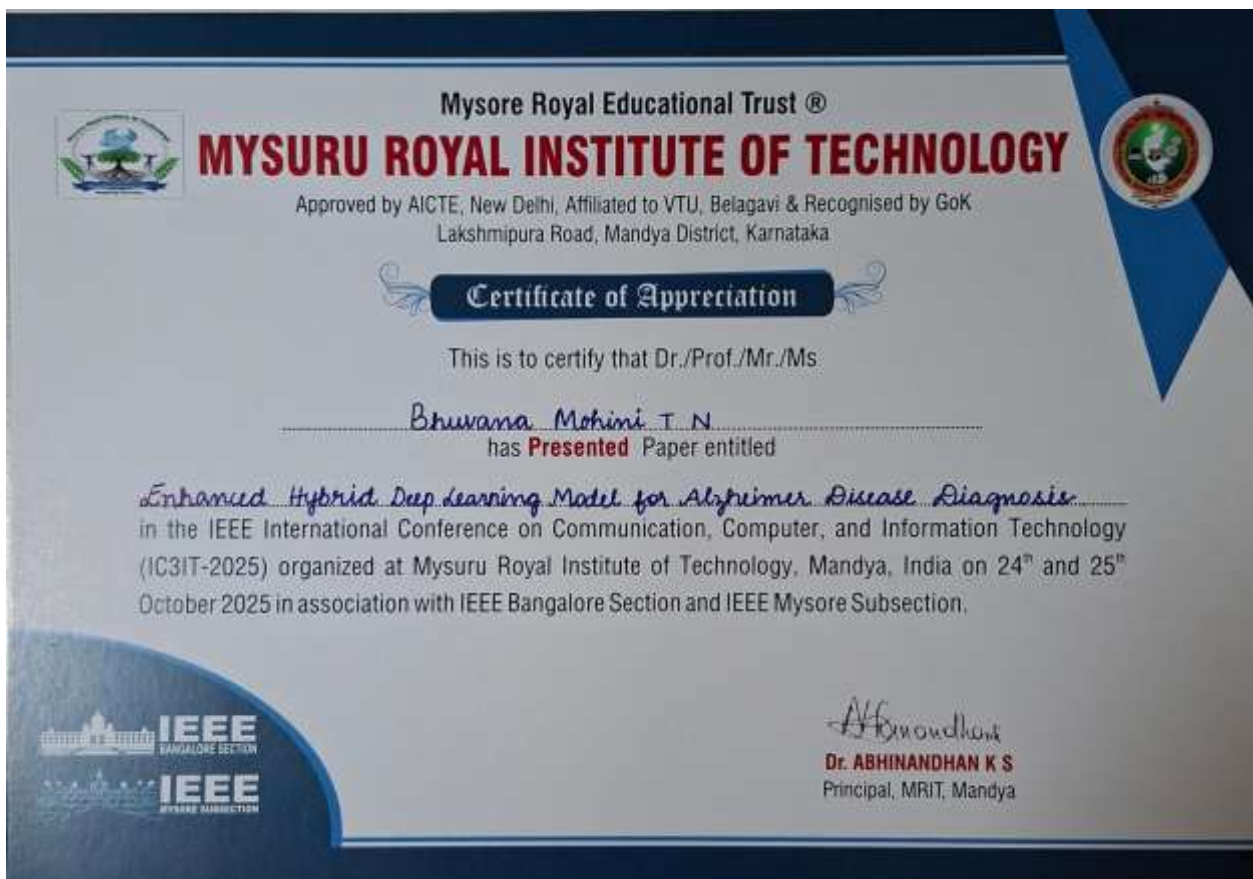 Mysore Royal Educational Trust ®
MYSURU ROYAL INSTITUTE OF TECHNOLOGY
Approved by AICTE, New Delhi, Affiliated to VTU, Belagavi & Recognised by GoK
Lakshmipura Road, Mandya District, Karnataka
Certificate of Appreciation
This is to certify that Dr./Prof./Mr./Ms
Bhuvana Mohini T N
has Presented Paper entitled
Enhanced Hybrid Deep Learning Model for Alzheimer Disease Diagnosis
in the IEEE International Conference on Communication, Computer, and Information Technology
(IC3IT-2025) organized at Mysuru Royal Institute of Technology, Mandya, India on 24th and 25th
October 2025 in association with IEEE Bangalore Section and IEEE Mysore Subsection.
IEEE
BANGALORE SECTION
IEEE
MYSORE SUBSECTION
Dr. ABHINANDHAN K S
Principal, MRIT, Mandya